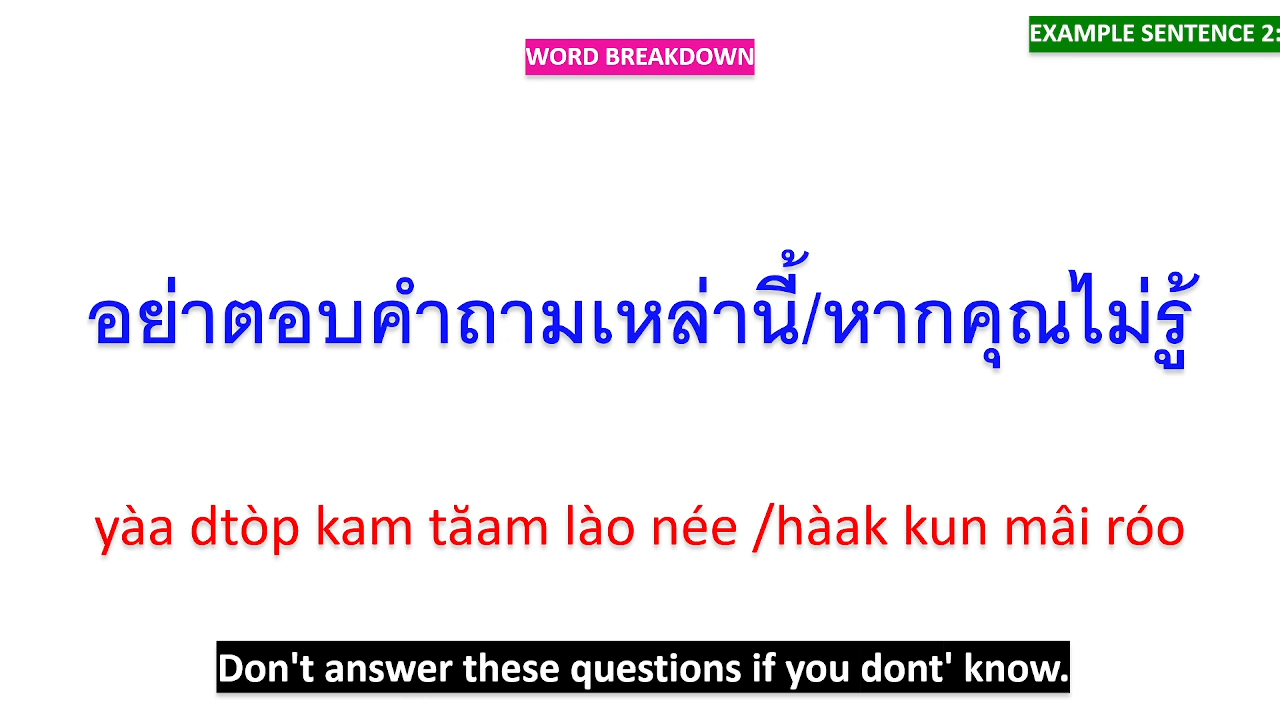 EXAMPLE SENTENCE 2:
WORD BREAKDOWN
อย่าตอบคำถามเหล่านี้/หากคุณไม่รู้
yàa dtòp kam tăam lào née /hàak kun mâi róo
Don't answer these questions if you dont' know.